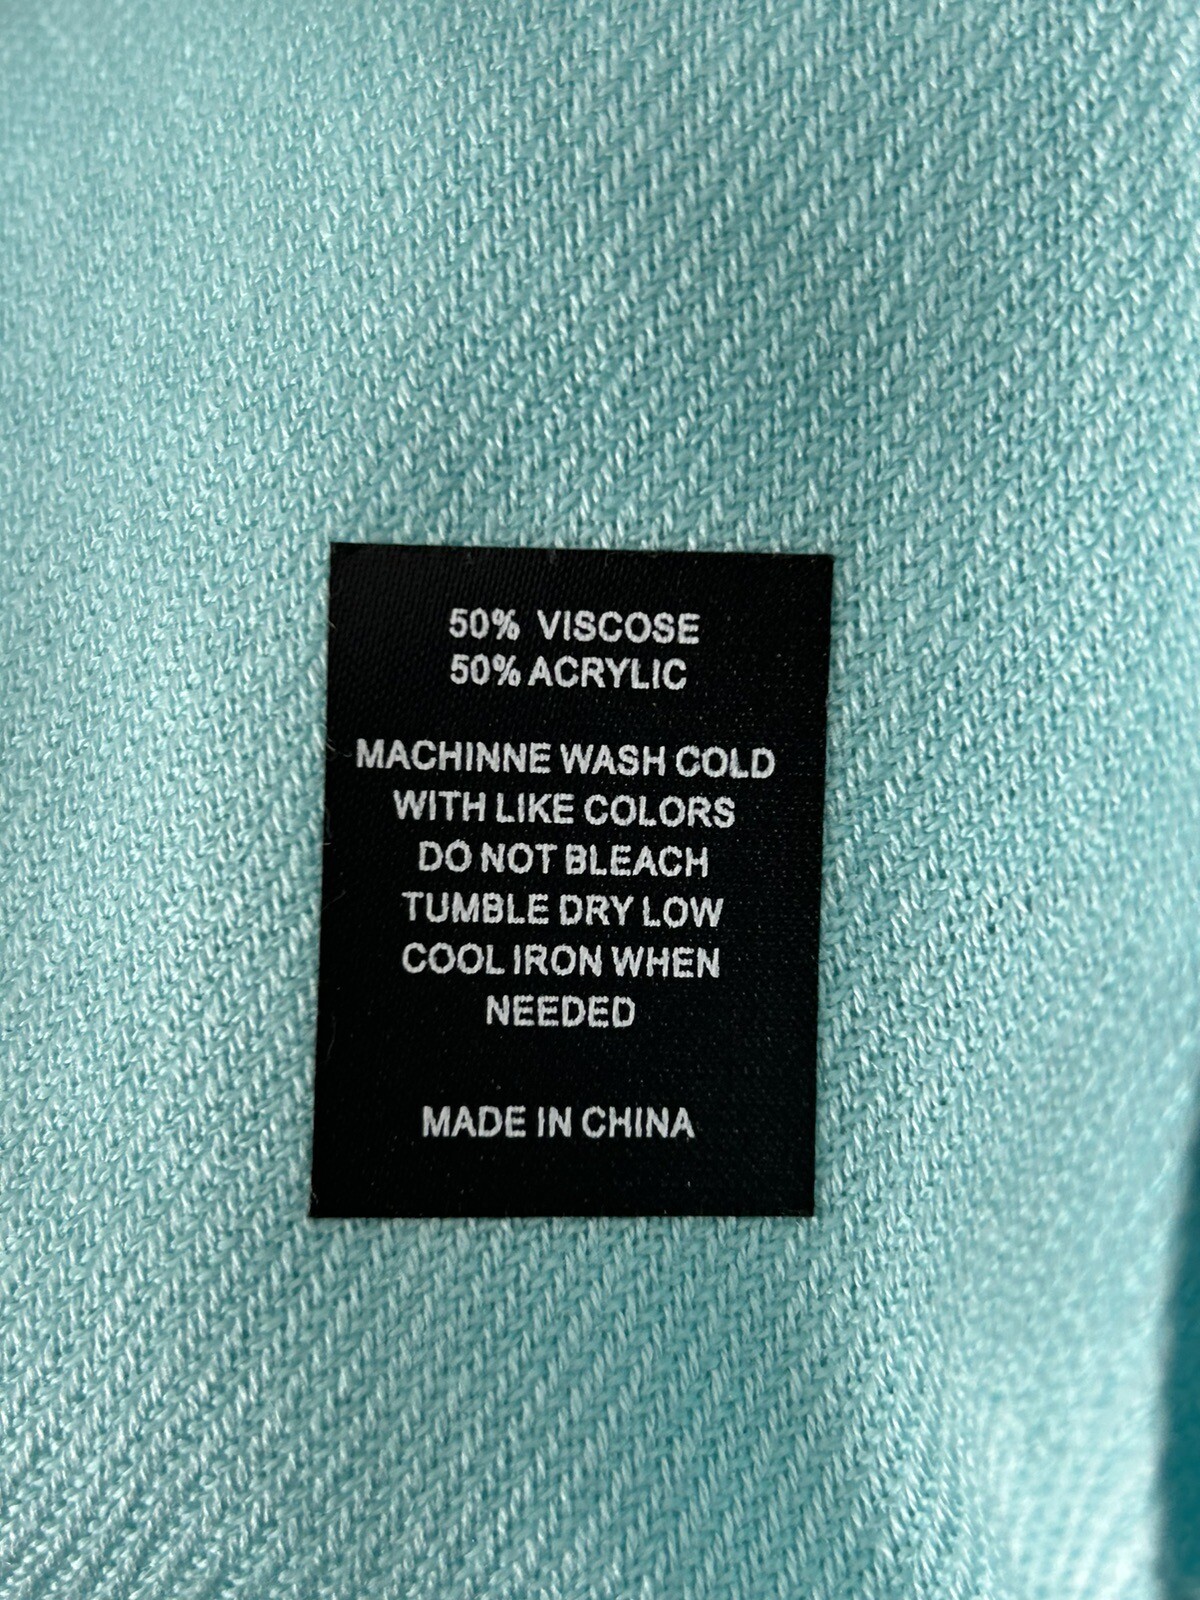 50% VISCOSE
50% ACRYLIC
MACHINNE WASH COLD
WITH LIKE COLORS
DO NOT BLEACH
TUMBLE DRY LOW
COOL IRON WHEN
NEEDED
MADE IN CHINA